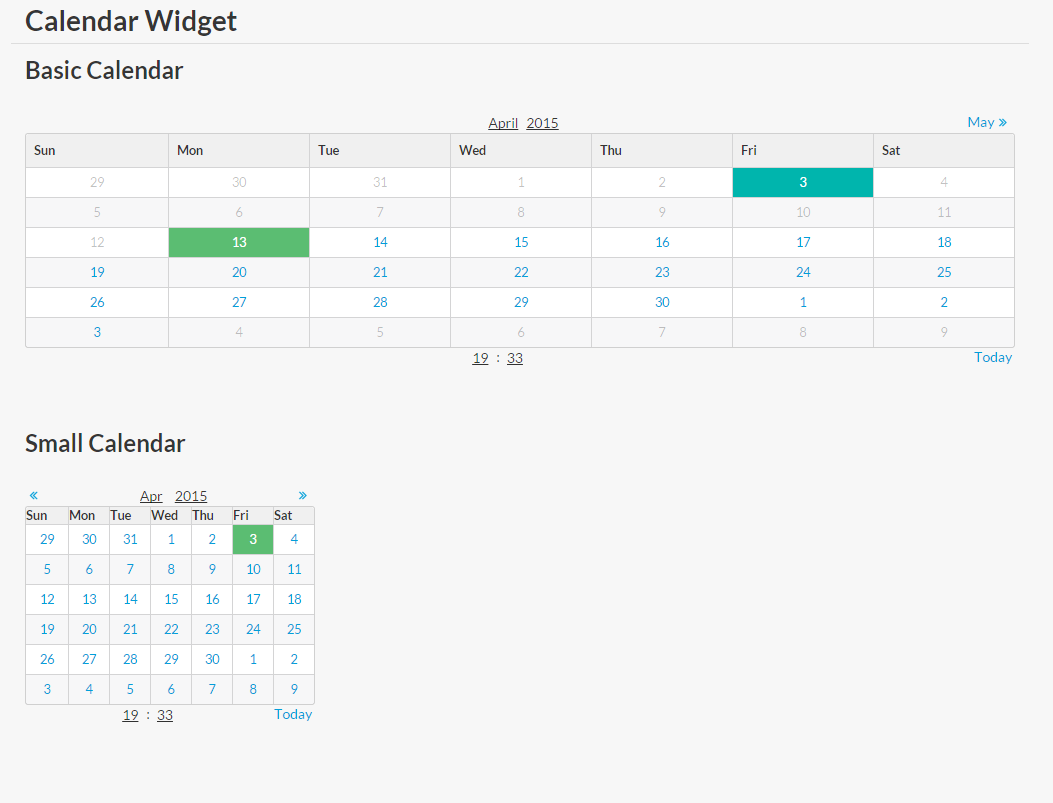 Calendar Widget
Basic Calendar
April 2015 May »
Sun Mon Tue Wed Thu Fri Sat
29 30 31 1 2 3 4
5 6 7 8 9 10 11
12 13 14 15 16 17 18
19 20 21 22 23 24 25
26 27 28 29 30 1 2
3 4 5 6 7 8 9
19 : 33 Today
Small Calendar
« Apr 2015 »
Sun Mon Tue Wed Thu Fri Sat
29 30 31 1 2 3 4
5 6 7 8 9 10 11
12 13 14 15 16 17 18
19 20 21 22 23 24 25
26 27 28 29 30 1 2
3 4 5 6 7 8 9
19 : 33 Today